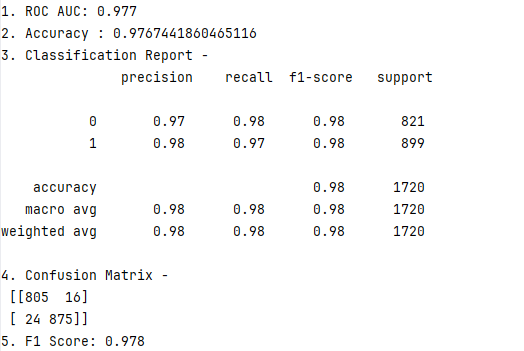 1. ROC AUC: 0.977
2. Accuracy : 0.9767441860465116
3. Classification Report -
              precision    recall  f1-score   support

           0       0.97      0.98      0.98       821
           1       0.98      0.97      0.98       899

    accuracy                           0.98      1720
   macro avg       0.98      0.98      0.98      1720
weighted avg       0.98      0.98      0.98      1720

4. Confusion Matrix -
 [[805  16]
 [ 24 875]]
5. F1 Score: 0.978